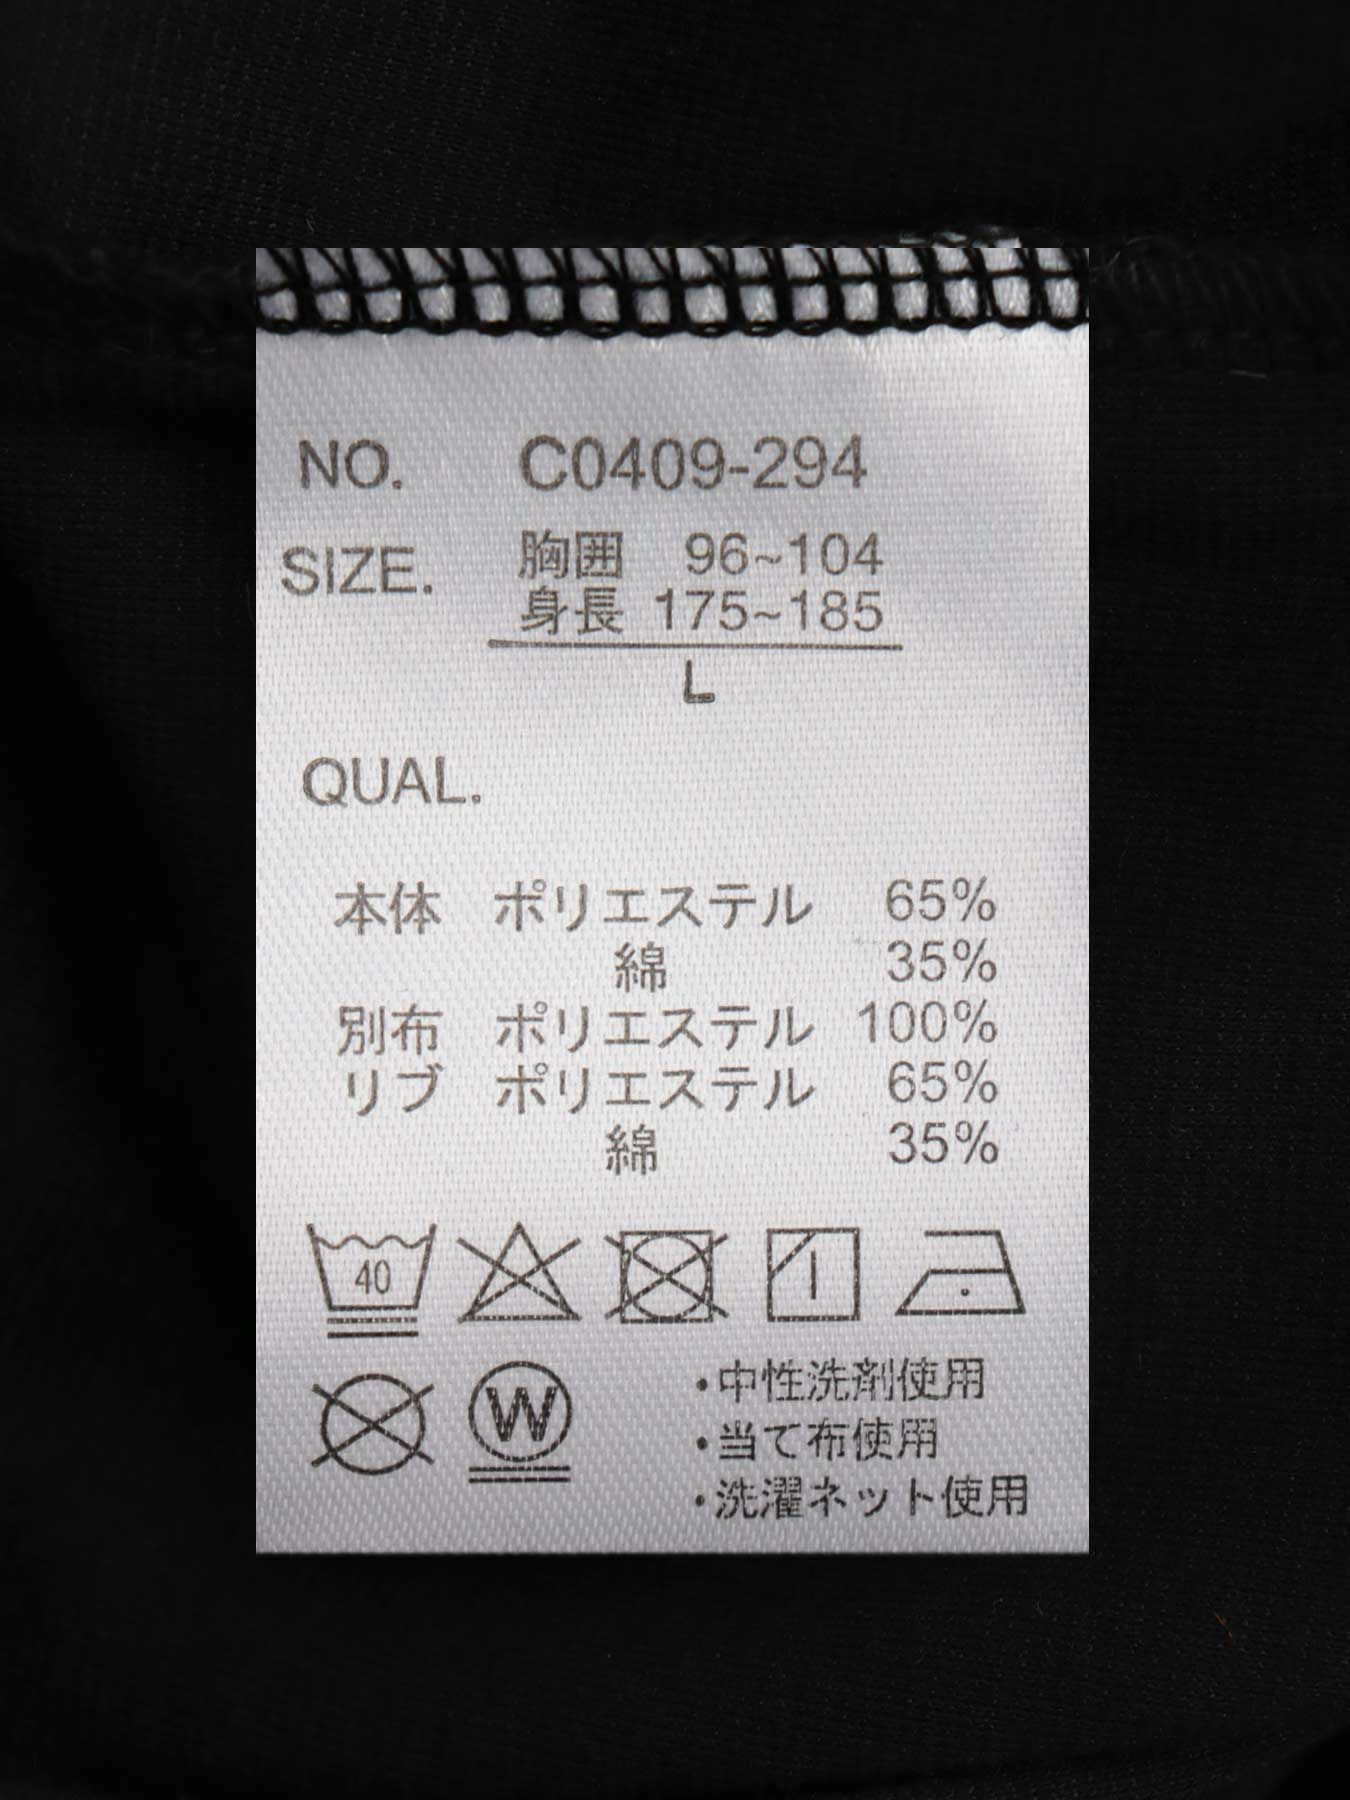 NO. C0409-294
SIZE. 胸囲 96~104
身長 175~185
L
QUAL.
本体 ポリエステル 65%
綿 35%
別布 ポリエステル 100%
リブ ポリエステル 65%
綿 35%
40
W
・中性洗剤使用
・当て布使用
・洗濯ネット使用